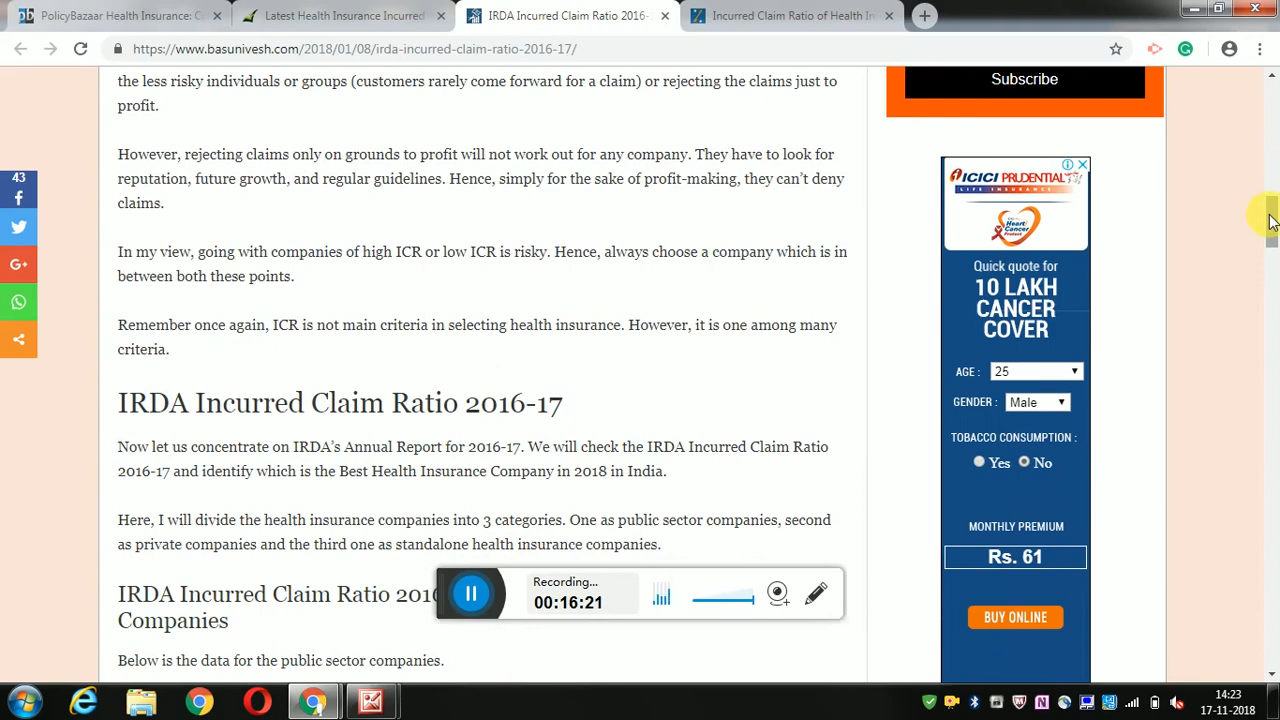 PolicyBazaar Health Insurance: C
Latest Health Insurance Incurred
IRDA Incurred Claim Ratio 2016-
Incurred Claim Ratio of Health In
https://www.basunivesh.com/2018/01/08/irda-incurred-claim-ratio-2016-17/
the less risky individuals or groups (customers rarely come forward for a claim) or rejecting the claims just to
profit.
However, rejecting claims only on grounds to profit will not work out for any company. They have to look for
reputation, future growth, and regular guidelines. Hence, simply for the sake of profit-making, they can't deny
claims.
In my view, going with companies of high ICR or low ICR is risky. Hence, always choose a company which is in
between both these points.
Remember once again, ICR is not main criteria in selecting health insurance. However, it is one among many
criteria.
IRDA Incurred Claim Ratio 2016-17
Now let us concentrate on IRDA's Annual Report for 2016-17. We will check the IRDA Incurred Claim Ratio
2016-17 and identify which is the Best Health Insurance Company in 2018 in India.
Here, I will divide the health insurance companies into 3 categories. One as public sector companies, second
as private companies and the third one as standalone health insurance companies.
IRDA Incurred Claim Ratio 201
Companies
Below is the data for the public sector companies.
43
Recording...
00:16:21
Subscribe
ICICI PRUDENTIAL
LIFE INSURANCE
Heart/
Cancer
Protect
Quick quote for
10 LAKH
CANCER
COVER
AGE : 25
GENDER : Male
TOBACCO CONSUMPTION :
Yes No
MONTHLY PREMIUM
Rs. 61
BUY ONLINE
14:23
17-11-2018